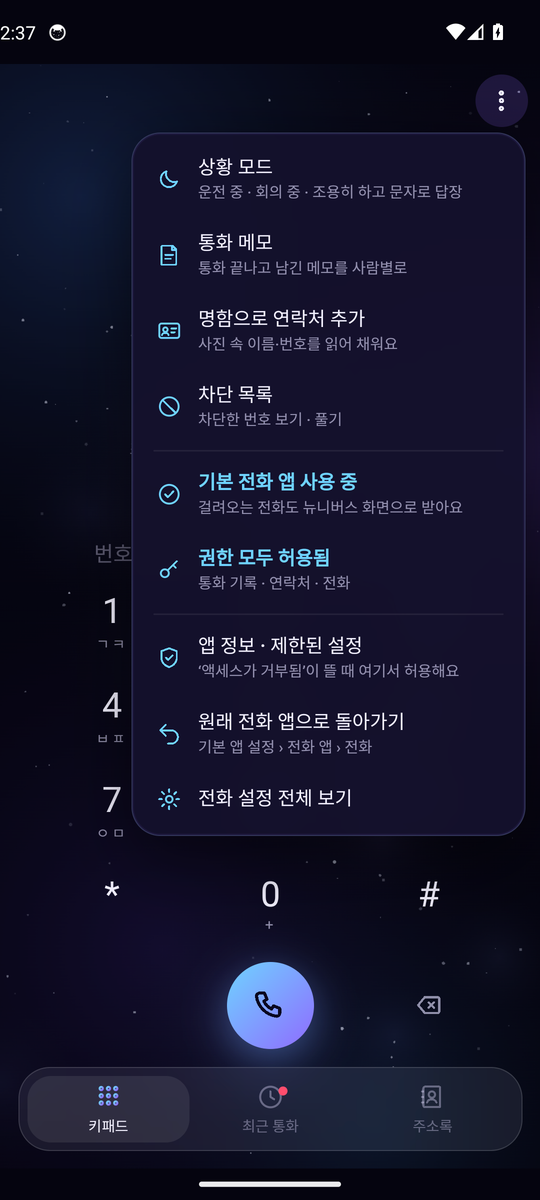 2:37
상황 모드
운전 중 · 회의 중 · 조용히 하고 문자로 답장
통화 메모
통화 끝나고 남긴 메모를 사람별로
명함으로 연락처 추가
사진 속 이름·번호를 읽어 채워요
차단 목록
차단한 번호 보기 · 풀기
기본 전화 앱 사용 중
걸려오는 전화도 뉴니버스 화면으로 받아요
권한 모두 허용됨
통화 기록 · 연락처 · 전화
앱 정보 · 제한된 설정
‘액세스가 거부됨’이 뜰 때 여기서 허용해요
원래 전화 앱으로 돌아가기
기본 앱 설정 › 전화 앱 › 전화
전화 설정 전체 보기
번호
1
ㄱㅋ
4
ㅂㅍ
7
ㅇㅁ
* 0 #
+
키패드 최근 통화 주소록